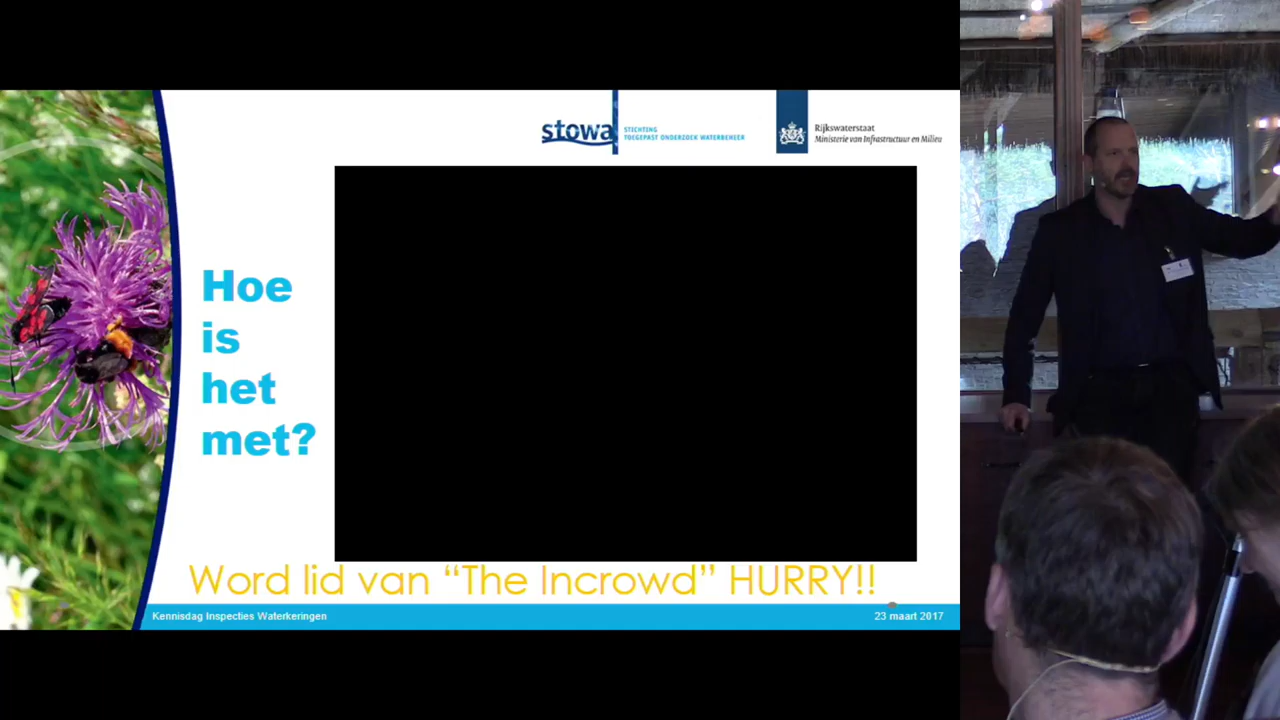 stowa
STICHTING
TOEGEPAST ONDERZOEK WATERBEHEER
Rijkswaterstaat
Ministerie van Infrastructuur en Milieu
Hoe
is
het
met?
Word lid van “The Incrowd” HURRY!!
Kennisdag Inspecties Waterkeringen
23 maart 2017